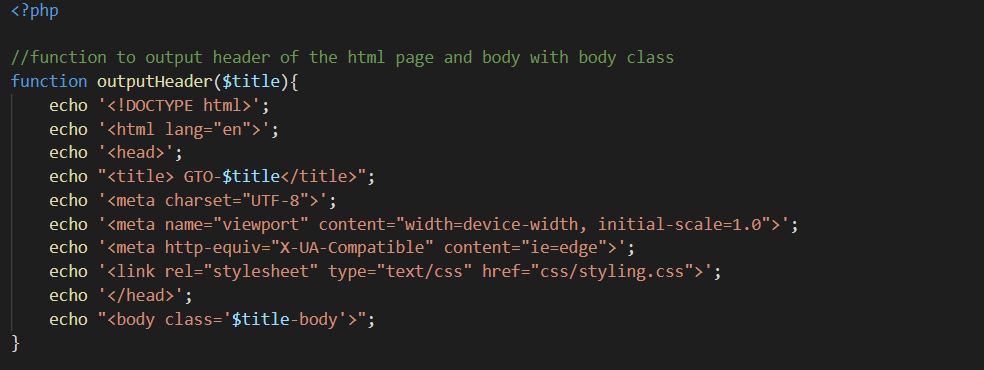 <?php
//function to output header of the html page and body with body class
function outputHeader($title){
    echo '<!DOCTYPE html>';
    echo '<html lang="en">';
    echo '<head>';
    echo "<title> GTO-$title</title>";
    echo '<meta charset="UTF-8">';
    echo '<meta name="viewport" content="width=device-width, initial-scale=1.0">';
    echo '<meta http-equiv="X-UA-Compatible" content="ie=edge">';
    echo '<link rel="stylesheet" type="text/css" href="css/styling.css">';
    echo '</head>';
    echo "<body class='$title-body'>";
}